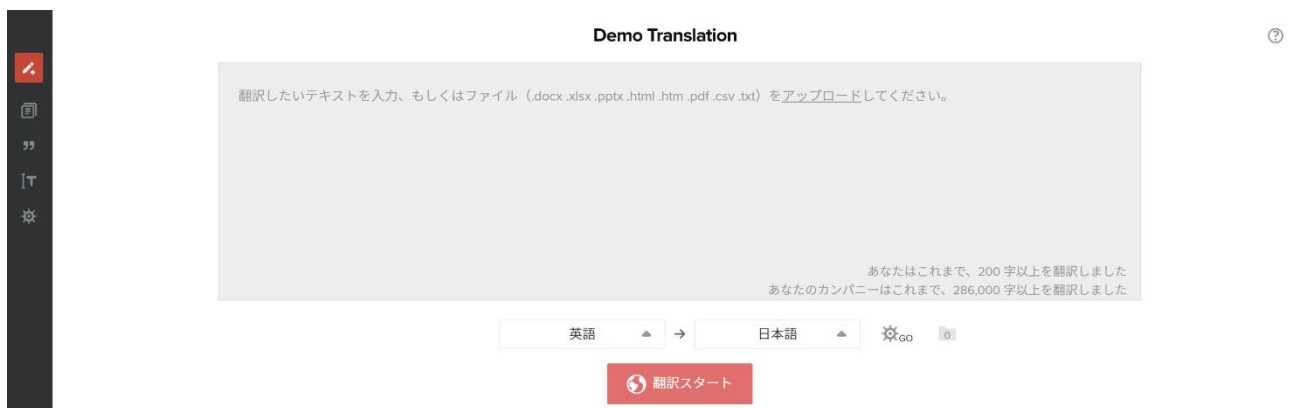 Demo Translation
翻訳したいテキストを入力、もしくはファイル（.docx .xlsx .pptx .html .htm .pdf .csv .txt）をアップロードしてください。
あなたはこれまで、200 字以上を翻訳しました
あなたのカンパニーはこれまで、286,000 字以上を翻訳しました
英語 → 日本語 GO 0
翻訳スタート